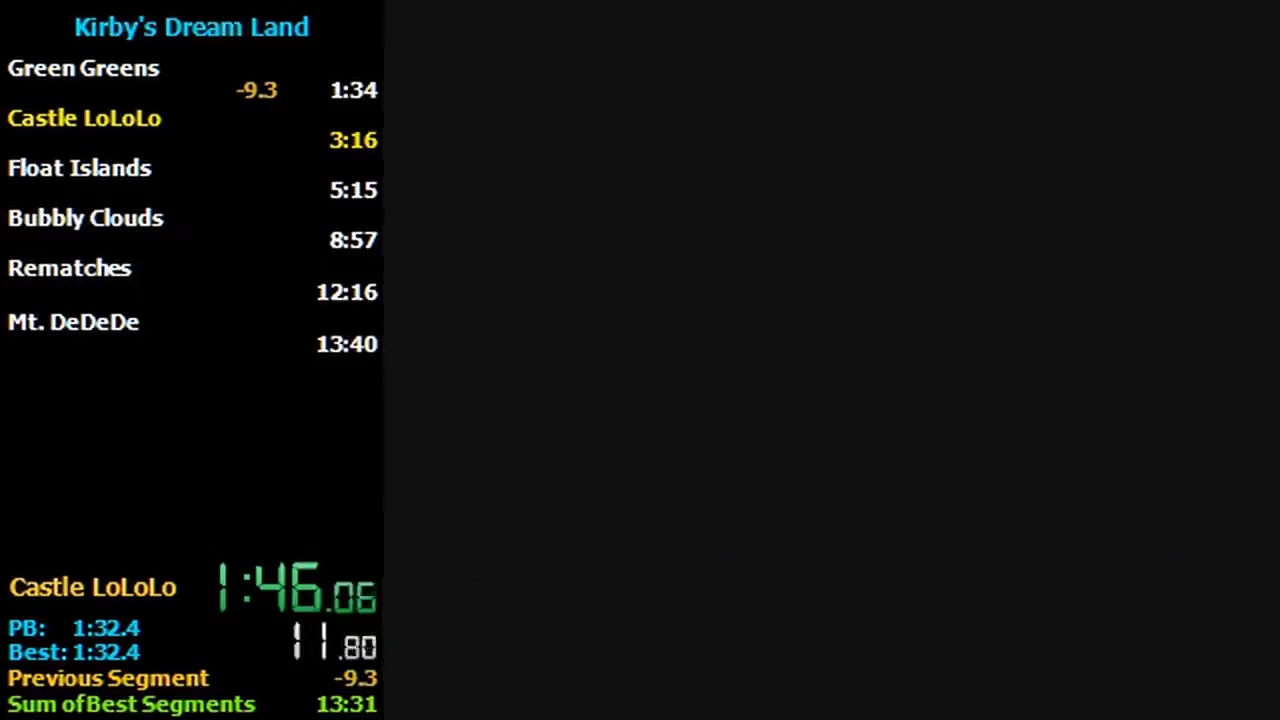 Kirby's Dream Land
Green Greens
-9.3 1:34
Castle LoLoLo
3:16
Float Islands
5:15
Bubbly Clouds
8:57
Rematches
12:16
Mt. DeDeDe
13:40
Castle LoLoLo 1:46.06
PB: 1:32.4
11.80
Best: 1:32.4
Previous Segment -9.3
Sum of Best Segments 13:31